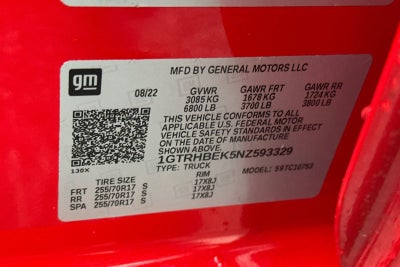 gm
MFD BY GENERAL MOTORS LLC
08/22 GVWR GAWR FRT GAWR RR
3085 KG 1678 KG 1724 KG
6800 LB 3700 LB 3800 LB
THIS VEHICLE CONFORMS TO ALL
APPLICABLE U.S. FEDERAL MOTOR
VEHICLE SAFETY STANDARDS IN EFFECT
ON THE DATE OF MANUFACTURE
SHOWN ABOVE.
1GTRHBEK5NZ593329
130X TYPE: TRUCK MODEL: 59TC10753
TIRE SIZE RIM
FRT 255/70R17 S 17X8J
RR 255/70R17 S 17X8J
SPA 255/70R17 S 17X8J